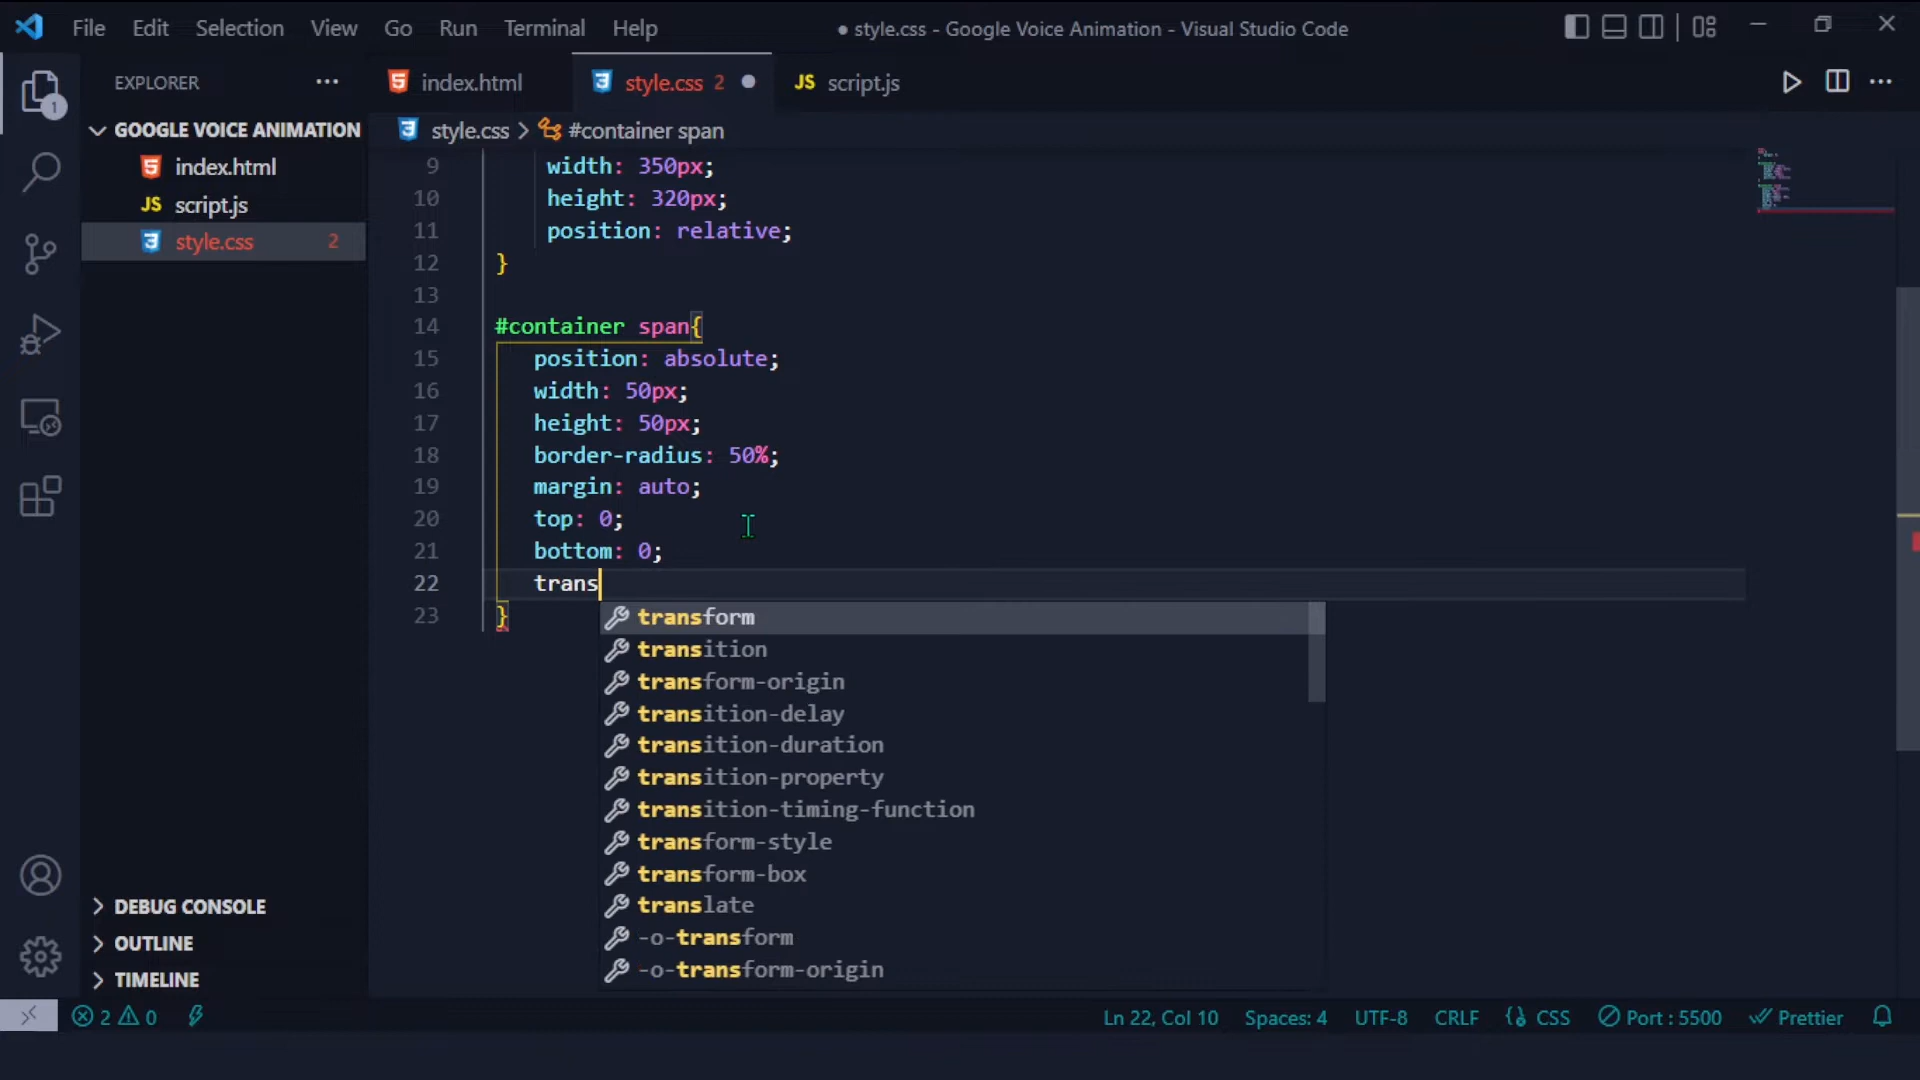 File Edit Selection View Go Run Terminal Help ● style.css - Google Voice Animation - Visual Studio Code
EXPLORER ···
index.html style.css 2 ● JS script.js
GOOGLE VOICE ANIMATION
style.css > #container span
index.html
JS script.js
style.css 2
9 width: 350px;
10 height: 320px;
11 position: relative;
12 }
13
14 #container span{
15 position: absolute;
16 width: 50px;
17 height: 50px;
18 border-radius: 50%;
19 margin: auto;
20 top: 0;
21 bottom: 0;
22 trans
23 }
transform
transition
transform-origin
transition-delay
transition-duration
transition-property
transition-timing-function
transform-style
transform-box
translate
-o-transform
-o-transform-origin
1
DEBUG CONSOLE
OUTLINE
TIMELINE
2 0 Ln 22, Col 10 Spaces: 4 UTF-8 CRLF CSS Port : 5500 Prettier